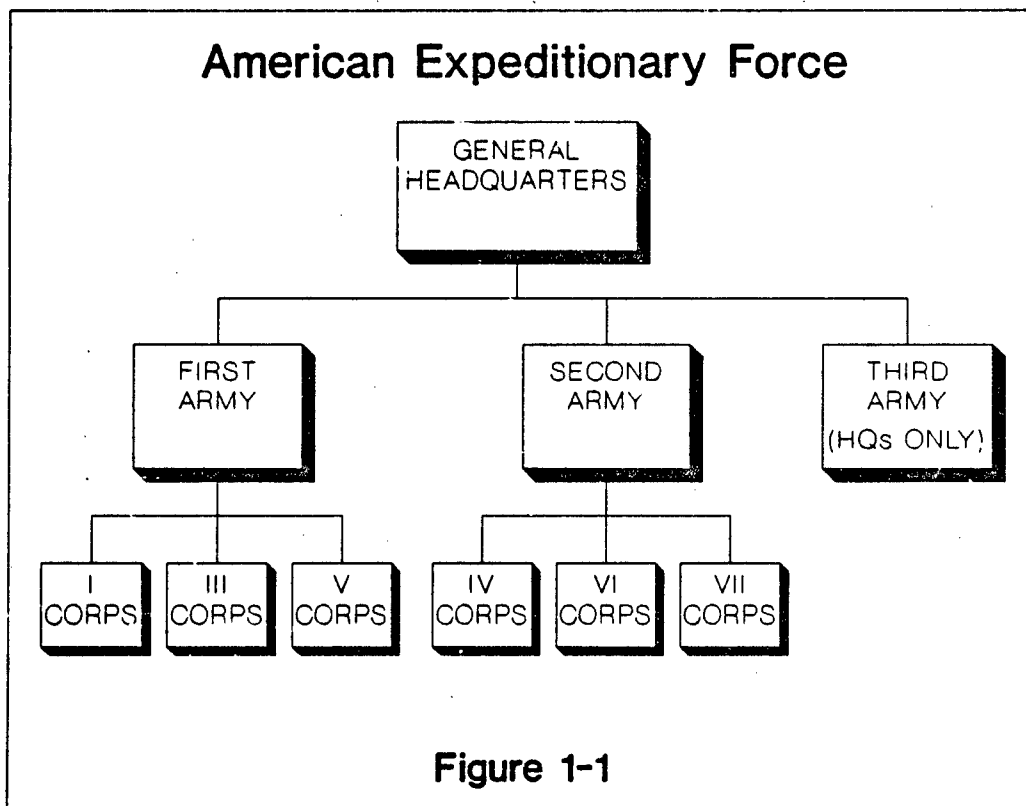 American Expeditionary Force
GENERAL
HEADQUARTERS
FIRST
ARMY
SECOND
ARMY
THIRD
ARMY
(HQs ONLY)
I
CORPS
III
CORPS
V
CORPS
IV
CORPS
VI
CORPS
VII
CORPS
Figure 1-1